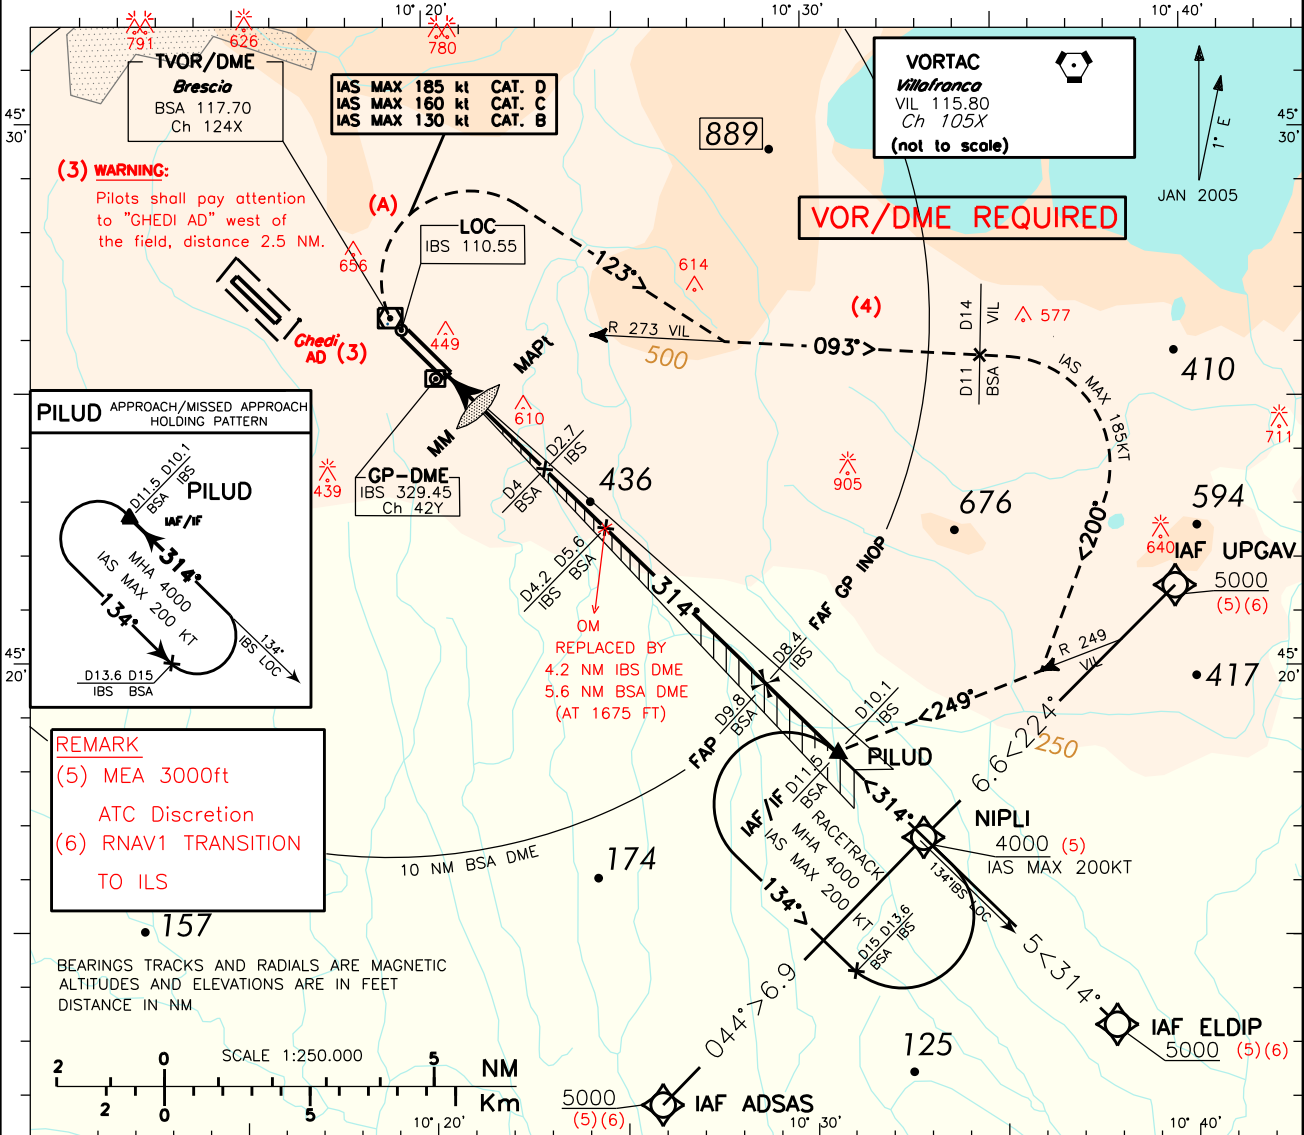 10° 20'
10° 30'
10° 40'
791
626
780
TVOR/DME
Brescia
BSA 117.70
Ch 124X
IAS MAX 185 kt CAT. D
IAS MAX 160 kt CAT. C
IAS MAX 130 kt CAT. B
889
VORTAC
Villafranca
VIL 115.80
Ch 105X
(not to scale)
45°
30'
45°
30'
1° E
JAN 2005
(3) WARNING:
Pilots shall pay attention
to "GHEDI AD" west of
the field, distance 2.5 NM.
(A)
LOC
IBS 110.55
VOR/DME REQUIRED
656
123°>
614
(4)
D14
VIL
577
R 273 VIL
500
093°>
D11
BSA
IAS MAX 185KT
410
Ghedi
AD (3)
449
MAPt
610
MM
711
PILUD APPROACH/MISSED APPROACH
HOLDING PATTERN
D11.5 D10.1
BSA IBS
PILUD
IAF/IF
314°
MHA 4000
IAS MAX 200 KT
134°
134°
IBS LOC
D13.6 D15
IBS BSA
439
GP-DME
IBS 329.45
Ch 42Y
D2.7
IBS
D4
BSA
436
905
676
594
<200°
640
IAF UPGAV
5000
(5)(6)
D4.2 D5.6
IBS BSA
314°
FAF GP INOP
OM
REPLACED BY
4.2 NM IBS DME
5.6 NM BSA DME
(AT 1675 FT)
D8.4
IBS
R 249
VIL
45°
20'
45°
20'
417
D9.8
BSA
FAP
D10.1
IBS
<249°
6.6<224°
250
PILUD
REMARK
(5) MEA 3000ft
ATC Discretion
(6) RNAV1 TRANSITION
TO ILS
D11.5
BSA
<314°
IAF/IF
RACETRACK
MHA 4000
IAS MAX 200 KT
NIPLI
4000 (5)
IAS MAX 200KT
134°IBS LOC
10 NM BSA DME
174
134°>
D15 D13.6
BSA IBS
157
5<314°
BEARINGS TRACKS AND RADIALS ARE MAGNETIC
ALTITUDES AND ELEVATIONS ARE IN FEET
DISTANCE IN NM
044°>6.9
125
IAF ELDIP
5000 (5)(6)
SCALE 1:250.000
2 0 5 NM
2 0 5 Km
5000
(5)(6)
IAF ADSAS
10° 20'
10° 30'
10° 40'